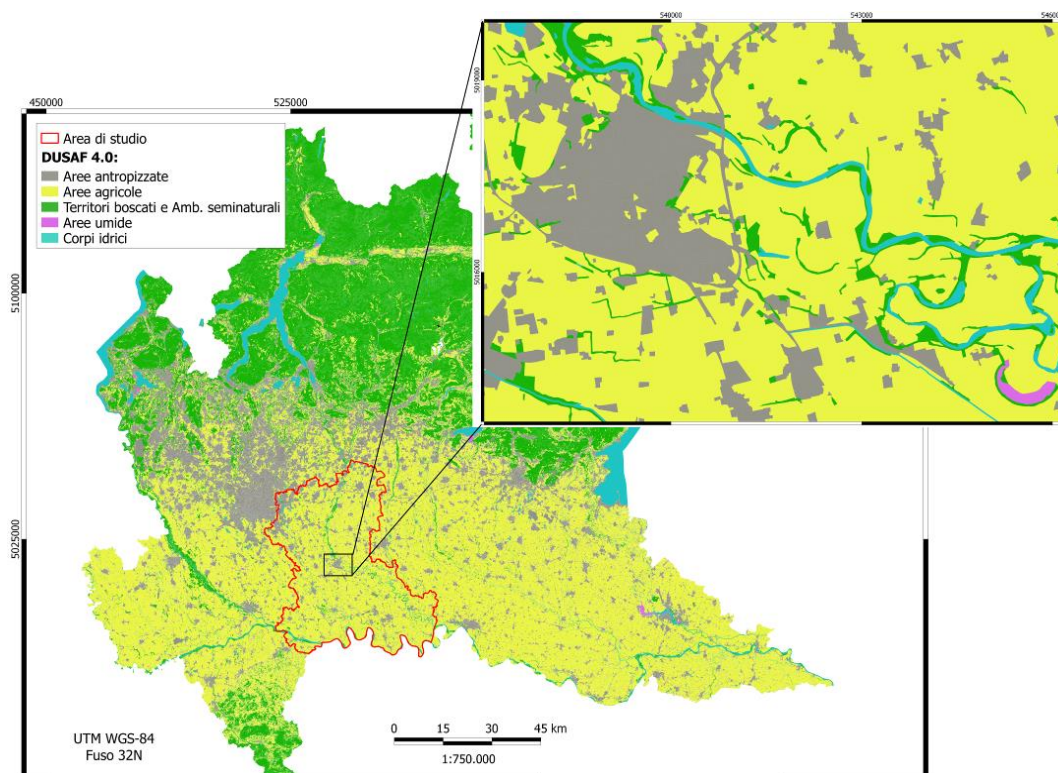 540000
543000
546000
5019000
5016000
450000
525000
5100000
5025000
Area di studio
DUSAF 4.0:
Aree antropizzate
Aree agricole
Territori boscati e Amb. seminaturali
Aree umide
Corpi idrici
0 15 30 45 km
1:750.000
UTM WGS-84
Fuso 32N